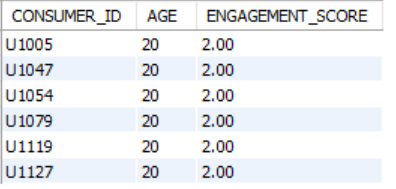 CONSUMER_ID AGE ENGAGEMENT_SCORE
U1005 20 2.00
U1047 20 2.00
U1054 20 2.00
U1079 20 2.00
U1119 20 2.00
U1127 20 2.00